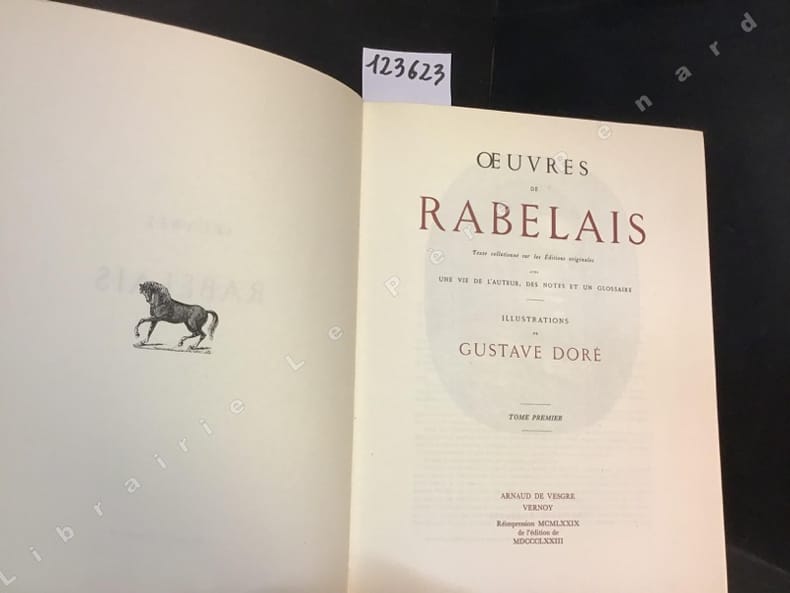 123623
ŒUVRES
DE
RABELAIS
Texte collationné sur les Éditions originales
AVEC
UNE VIE DE L'AUTEUR, DES NOTES ET UN GLOSSAIRE
ILLUSTRATIONS
DE
GUSTAVE DORÉ
TOME PREMIER
ARNAUD DE VESGRE
VERNOY
Réimpression MCMLXXIX
de l'édition de
MDCCCLXXIII
Librairie Le Père Penard